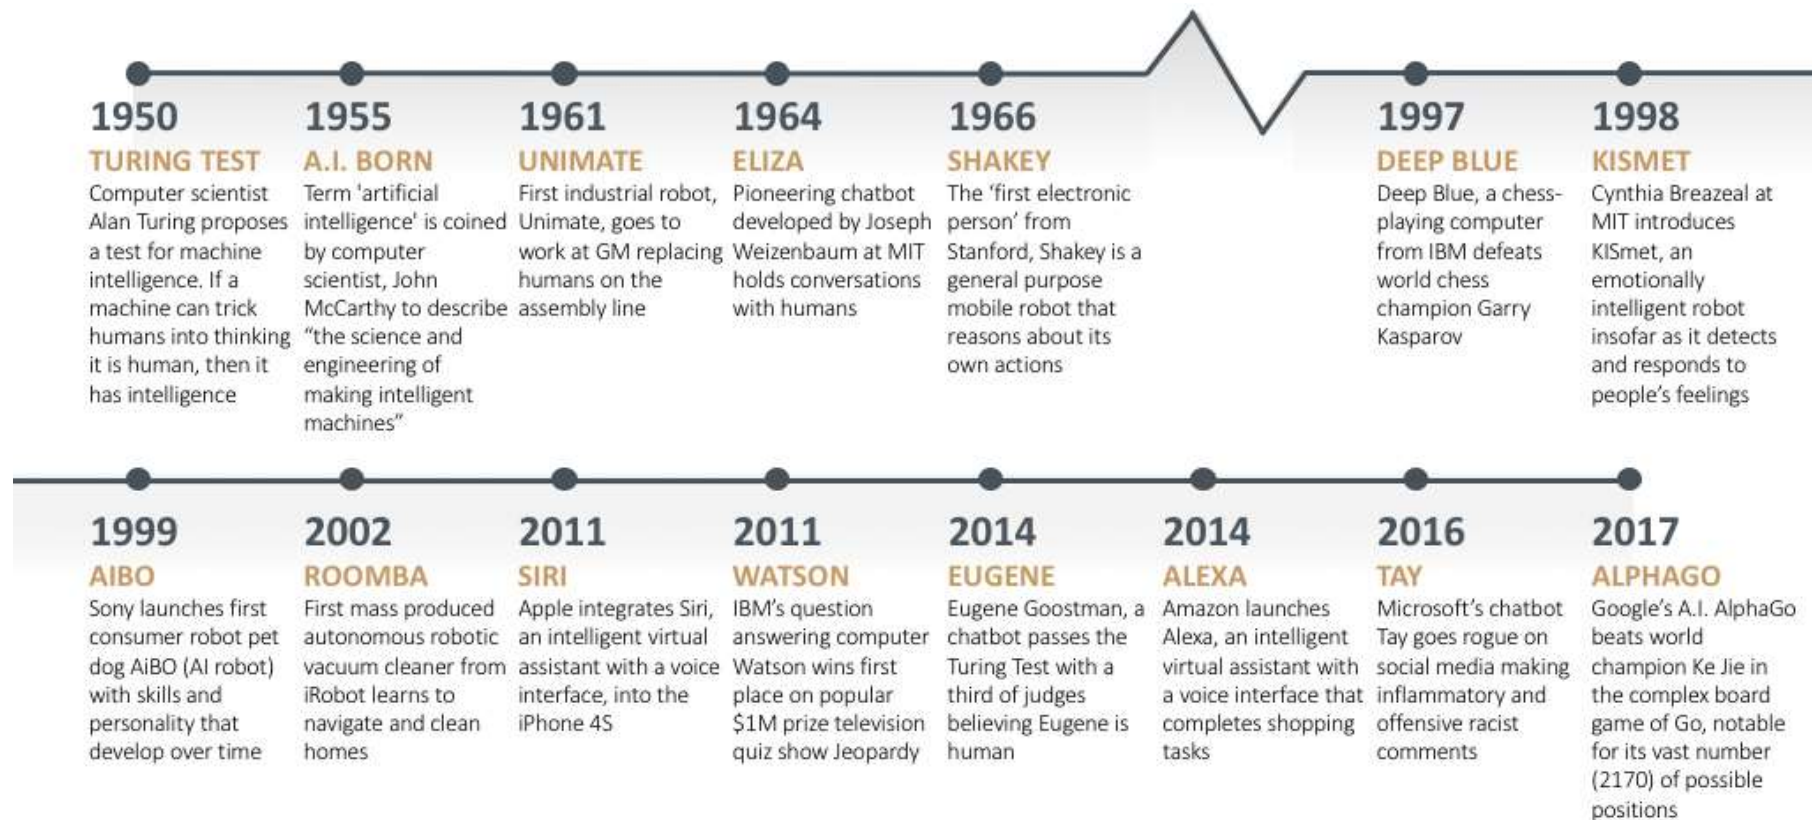 1950
TURING TEST
Computer scientist
Alan Turing proposes
a test for machine
intelligence. If a
machine can trick
humans into thinking
it is human, then it
has intelligence
1955
A.I. BORN
Term 'artificial
intelligence' is coined
by computer
scientist, John
McCarthy to describe
“the science and
engineering of
making intelligent
machines”
1961
UNIMATE
First industrial robot,
Unimate, goes to
work at GM replacing
humans on the
assembly line
1964
ELIZA
Pioneering chatbot
developed by Joseph
Weizenbaum at MIT
holds conversations
with humans
1966
SHAKEY
The ‘first electronic
person’ from
Stanford, Shakey is a
general purpose
mobile robot that
reasons about its
own actions
1997
DEEP BLUE
Deep Blue, a chess-
playing computer
from IBM defeats
world chess
champion Garry
Kasparov
1998
KISMET
Cynthia Breazeal at
MIT introduces
KISmet, an
emotionally
intelligent robot
insofar as it detects
and responds to
people’s feelings
1999
AIBO
Sony launches first
consumer robot pet
dog AiBO (AI robot)
with skills and
personality that
develop over time
2002
ROOMBA
First mass produced
autonomous robotic
vacuum cleaner from
iRobot learns to
navigate and clean
homes
2011
SIRI
Apple integrates Siri,
an intelligent virtual
assistant with a voice
interface, into the
iPhone 4S
2011
WATSON
IBM’s question
answering computer
Watson wins first
place on popular
$1M prize television
quiz show Jeopardy
2014
EUGENE
Eugene Goostman, a
chatbot passes the
Turing Test with a
third of judges
believing Eugene is
human
2014
ALEXA
Amazon launches
Alexa, an intelligent
virtual assistant with
a voice interface that
completes shopping
tasks
2016
TAY
Microsoft’s chatbot
Tay goes rogue on
social media making
inflammatory and
offensive racist
comments
2017
ALPHAGO
Google’s A.I. AlphaGo
beats world
champion Ke Jie in
the complex board
game of Go, notable
for its vast number
(2170) of possible
positions